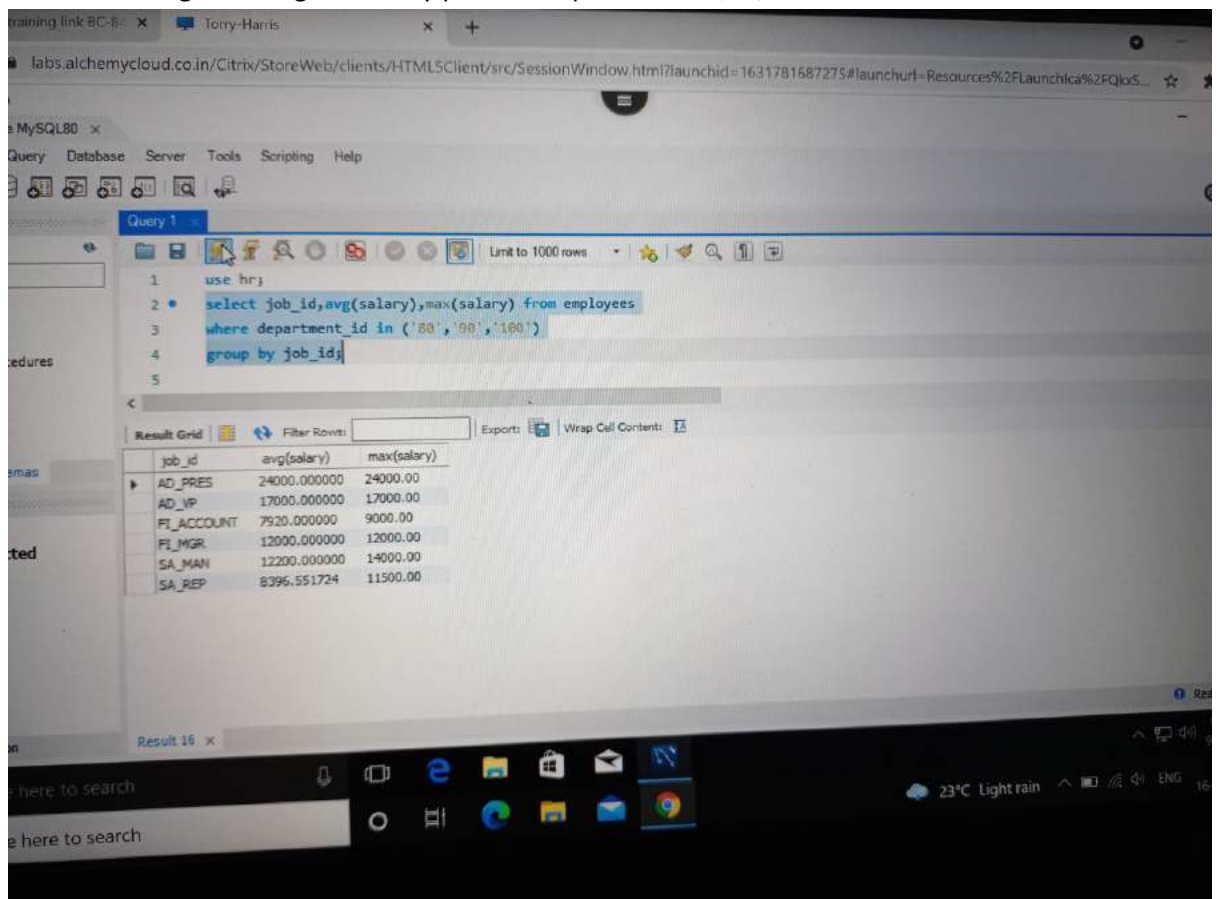 training link BC-8-
Torry-Harris
labs.alchemycloud.co.in/Citrix/StoreWeb/clients/HTML5Client/src/SessionWindow.html?launchid=1631781687275#launchurl=Resources%2FLaunchIca%2FQkxS...
MySQL80
Query Database Server Tools Scripting Help
Query 1
Limit to 1000 rows
1 use hr;
2 select job_id,avg(salary),max(salary) from employees
3 where department_id in ('80','90','100')
4 group by job_id;
5
Result Grid Filter Rows: Export: Wrap Cell Content:
job_id avg(salary) max(salary)
AD_PRES 24000.000000 24000.00
AD_VP 17000.000000 17000.00
FI_ACCOUNT 7920.000000 9000.00
FI_MGR 12000.000000 12000.00
SA_MAN 12200.000000 14000.00
SA_REP 8396.551724 11500.00
Result 16
here to search
23°C Light rain ENG
here to search